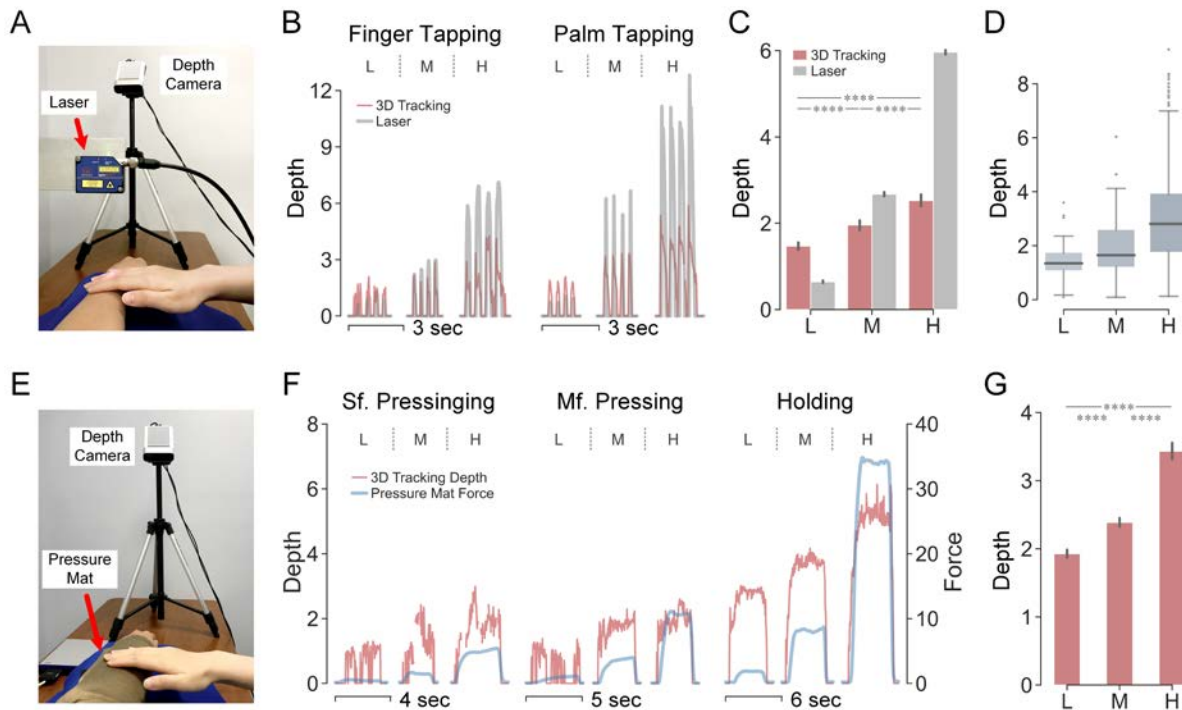 A
Depth
Camera
Laser
B
Finger Tapping
Palm Tapping
L
M
H
L
M
H
3D Tracking
Laser
Depth
12
9
6
3
0
3 sec
3 sec
C
3D Tracking
Laser
****
**** ****
Depth
6
4
2
0
L
M
H
D
Depth
8
6
4
2
0
L
M
H
E
Depth
Camera
Pressure
Mat
F
Sf. Pressinging
Mf. Pressing
Holding
L
M
H
L
M
H
L
M
H
3D Tracking Depth
Pressure Mat Force
Depth
8
6
4
2
0
Force
40
30
20
10
0
4 sec
5 sec
6 sec
G
****
**** ****
Depth
4
3
2
1
0
L
M
H